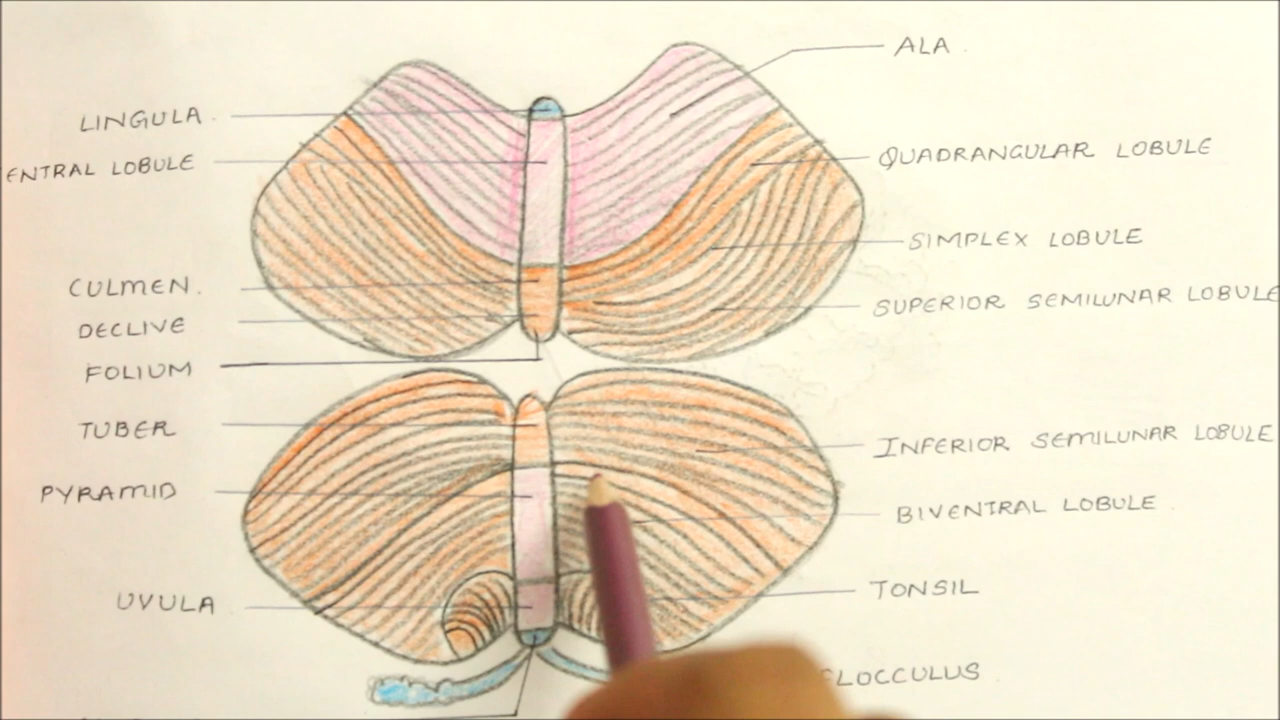 LINGULA
ENTRAL LOBULE
CULMEN.
DECLIVE
FOLIUM
TUBER
PYRAMID
UVULA
ALA
QUADRANGULAR LOBULE
SIMPLEX LOBULE
SUPERIOR SEMILUNAR LOBULE
INFERIOR SEMILUNAR LOBULE
BIVENTRAL LOBULE
TONSIL
FLOCCULUS